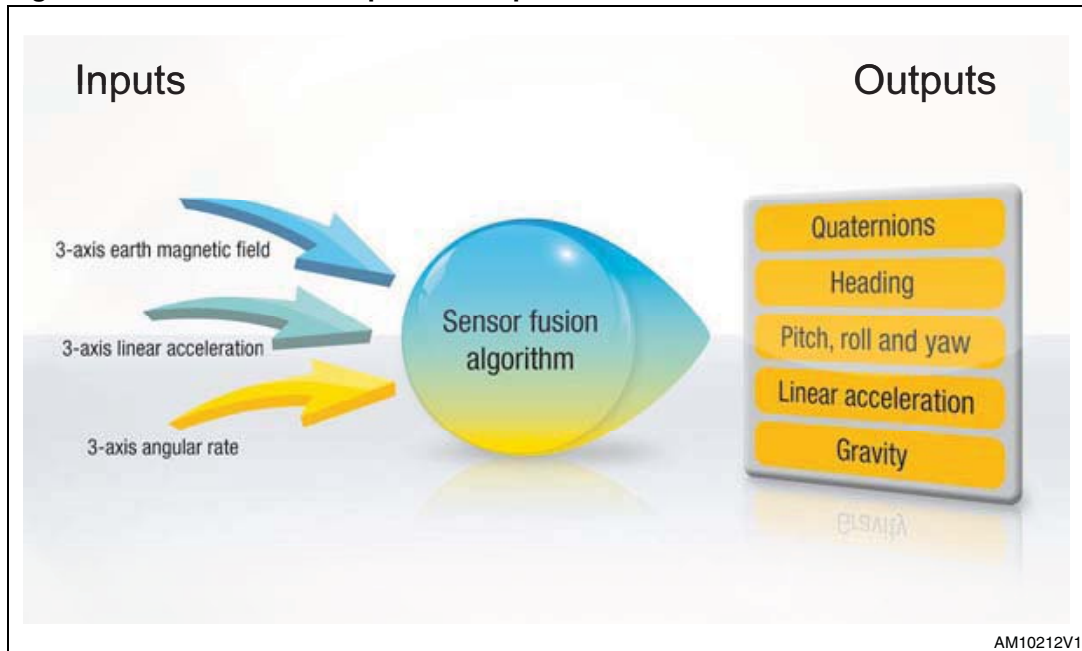 Inputs
Outputs
3-axis earth magnetic field
3-axis linear acceleration
3-axis angular rate
Sensor fusion
algorithm
Quaternions
Heading
Pitch, roll and yaw
Linear acceleration
Gravity
AM10212V1